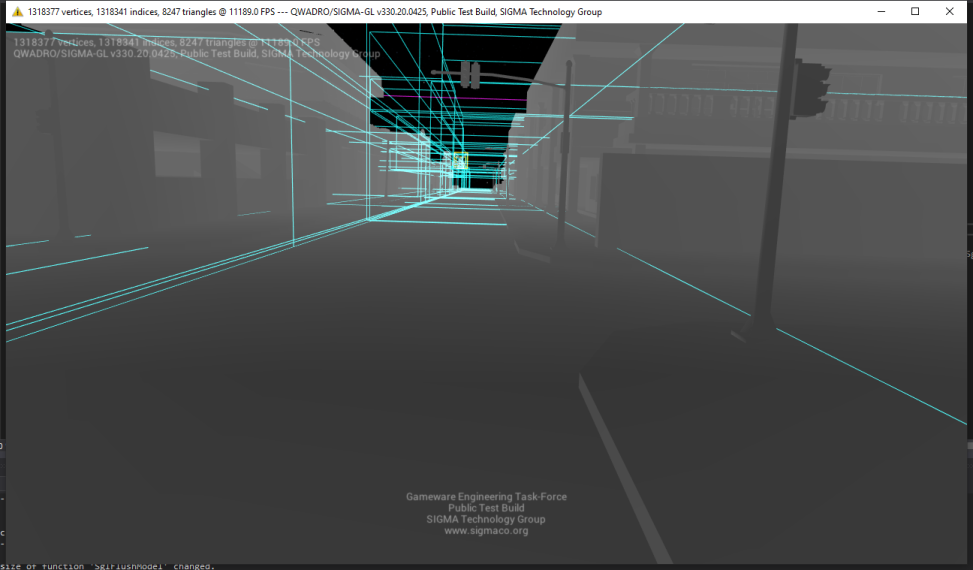 1318377 vertices, 1318341 indices, 8247 triangles @ 11189.0 FPS --- QWADRO/SIGMA-GL v330.20.0425, Public Test Build, SIGMA Technology Group
1318377 vertices, 1318341 indices, 8247 triangles @ 11189.0 FPS
QWADRO/SIGMA-GL v330.20.0425, Public Test Build, SIGMA Technology Group
Gameware Engineering Task-Force
Public Test Build
SIGMA Technology Group
www.sigmaco.org
size of function 'SglFlushModel' changed.